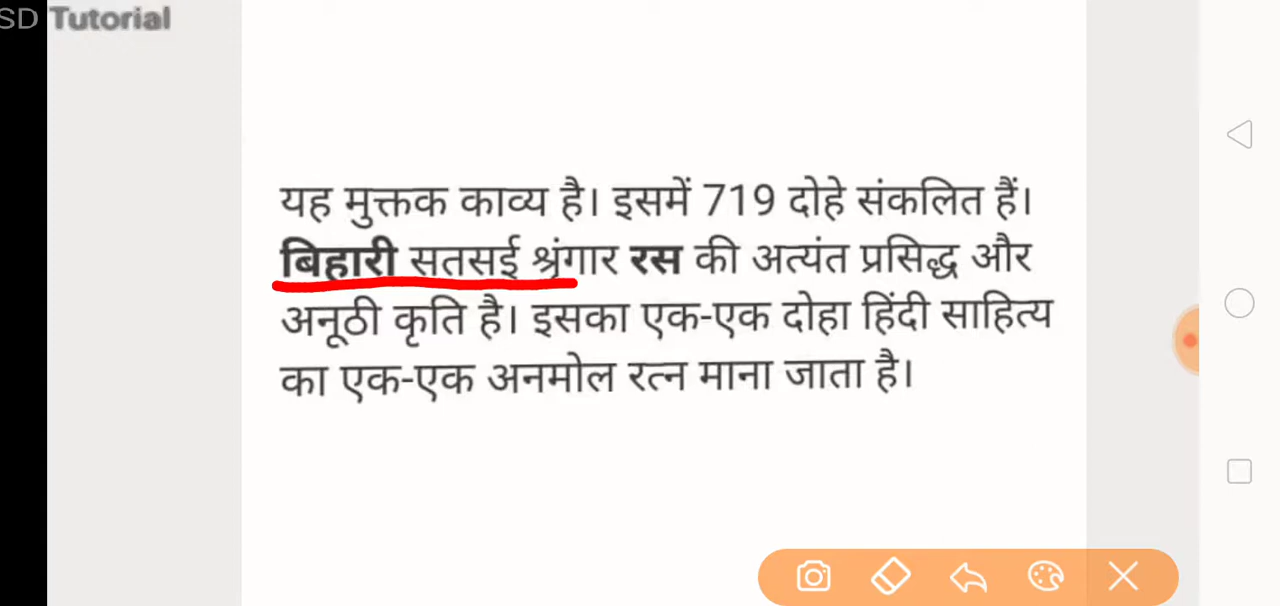 SD Tutorial
यह मुक्तक काव्य है। इसमें 719 दोहे संकलित हैं।
बिहारी सतसई श्रंगार रस की अत्यंत प्रसिद्ध और
अनूठी कृति है। इसका एक-एक दोहा हिंदी साहित्य
का एक-एक अनमोल रत्न माना जाता है।